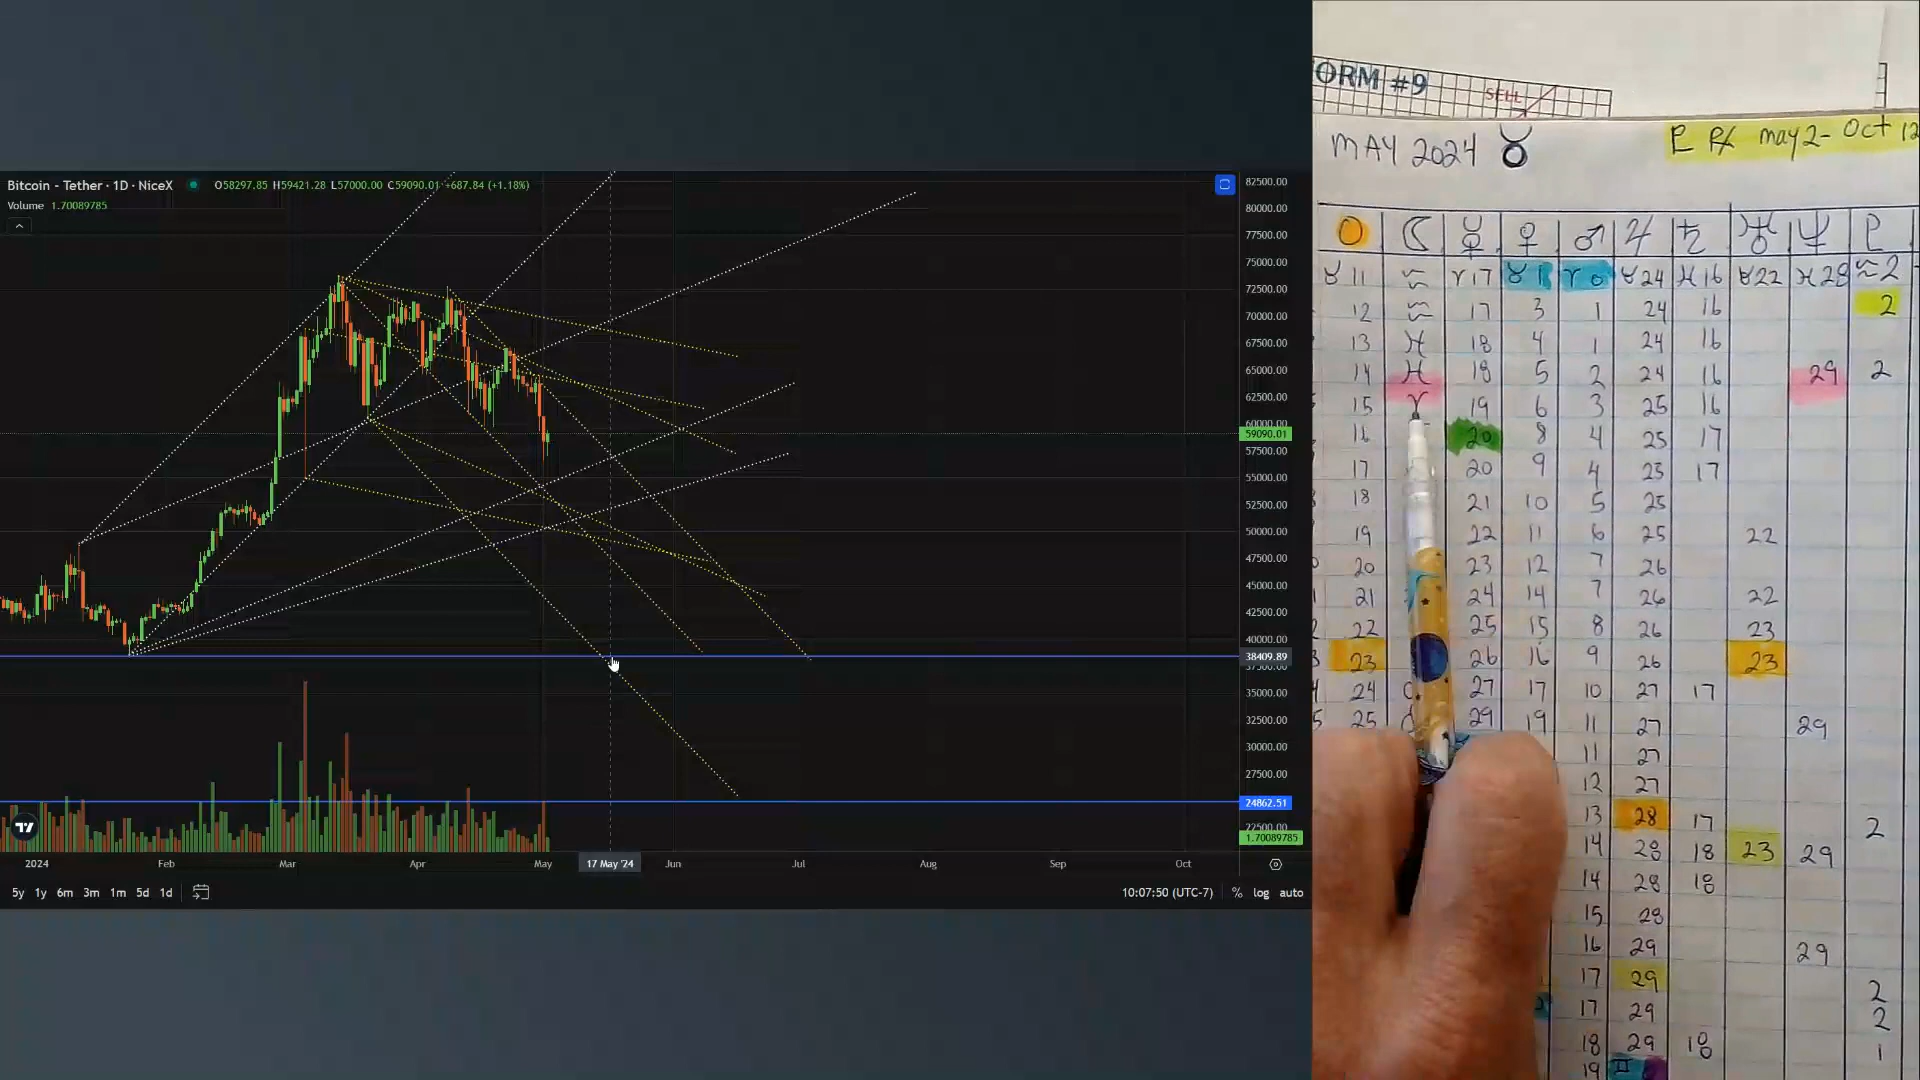 Bitcoin - Tether · 1D · NiceX O58297.85 H59421.28 L57000.00 C59090.01 +687.84 (+1.18%)
Volume 1.70089785
82500.00
80000.00
77500.00
75000.00
72500.00
70000.00
67500.00
65000.00
62500.00
60000.00
59090.01
57500.00
55000.00
52500.00
50000.00
47500.00
45000.00
42500.00
40000.00
38409.89
37500.00
35000.00
32500.00
30000.00
27500.00
24862.51
22500.00
1.70089785
2024 Feb Mar Apr May 17 May '24 Jun Jul Aug Sep Oct
5y 1y 6m 3m 1m 5d 1d 10:07:50 (UTC-7) % log auto
ORM #9
SELL
MAY 2024 ♉ ♇ ℞ may 2 - Oct 12
☾ ☿ ♀ ♂ ♃ ♄ ♅ ♆ ♇
♉ 11 ♒ ♈ 17 ♉ 1 ♈ 0 ♉ 24 ♓ 16 ♉ 22 ♓ 28 ♒ 2
12 ♒ 17 3 1 24 16 2
13 ♓ 18 4 1 24 16
14 ♓ 18 5 2 24 16 29 2
15 ♈ 19 6 3 25 16
16 20 8 4 25 17
17 20 9 4 25 17
18 21 10 5 25
19 22 11 6 25 22
20 23 12 7 26
21 24 14 7 26 22
22 25 15 8 26 23
23 26 16 9 26 23
24 27 17 10 27 17
25 29 19 11 27 29
11 27
12 27
13 28 17 2
14 28 18 23 29
14 28 18
15 28
16 29 29
17 29 2
17 29 2
18 29 18 1
19 ♊